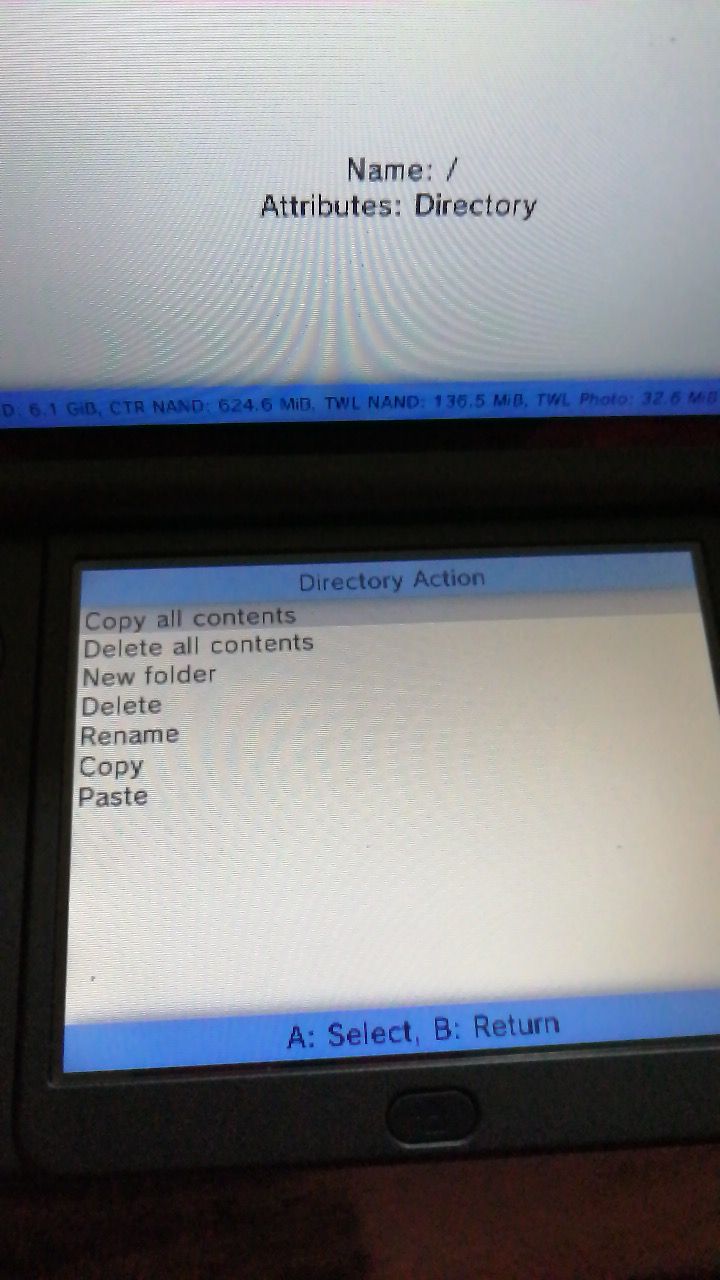 Name: /
Attributes: Directory
D: 6.1 GiB, CTR NAND: 624.6 MiB, TWL NAND: 136.5 MiB, TWL Photo: 32.6 MiB
Directory Action
Copy all contents
Delete all contents
New folder
Delete
Rename
Copy
Paste
A: Select, B: Return